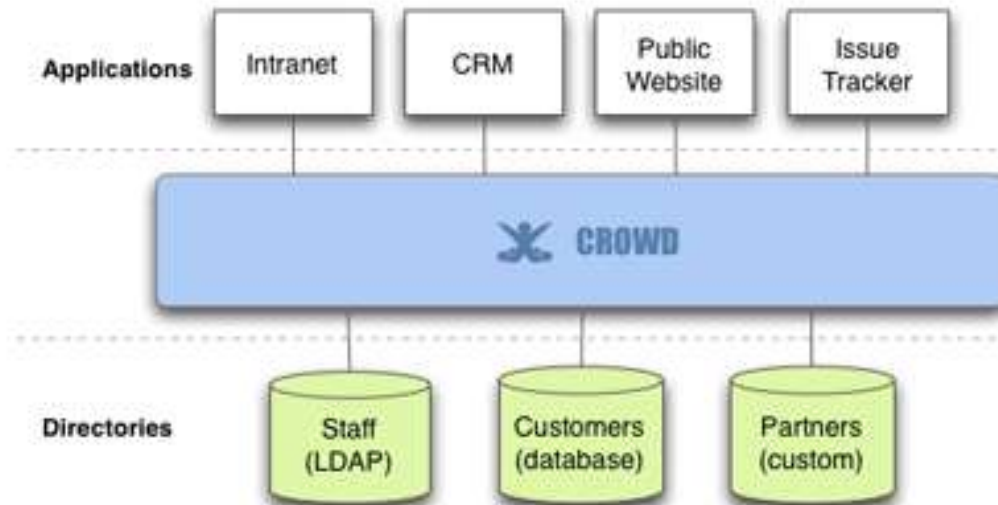 Applications
Intranet
CRM
Public
Website
Issue
Tracker
CROWD
Directories
Staff
(LDAP)
Customers
(database)
Partners
(custom)